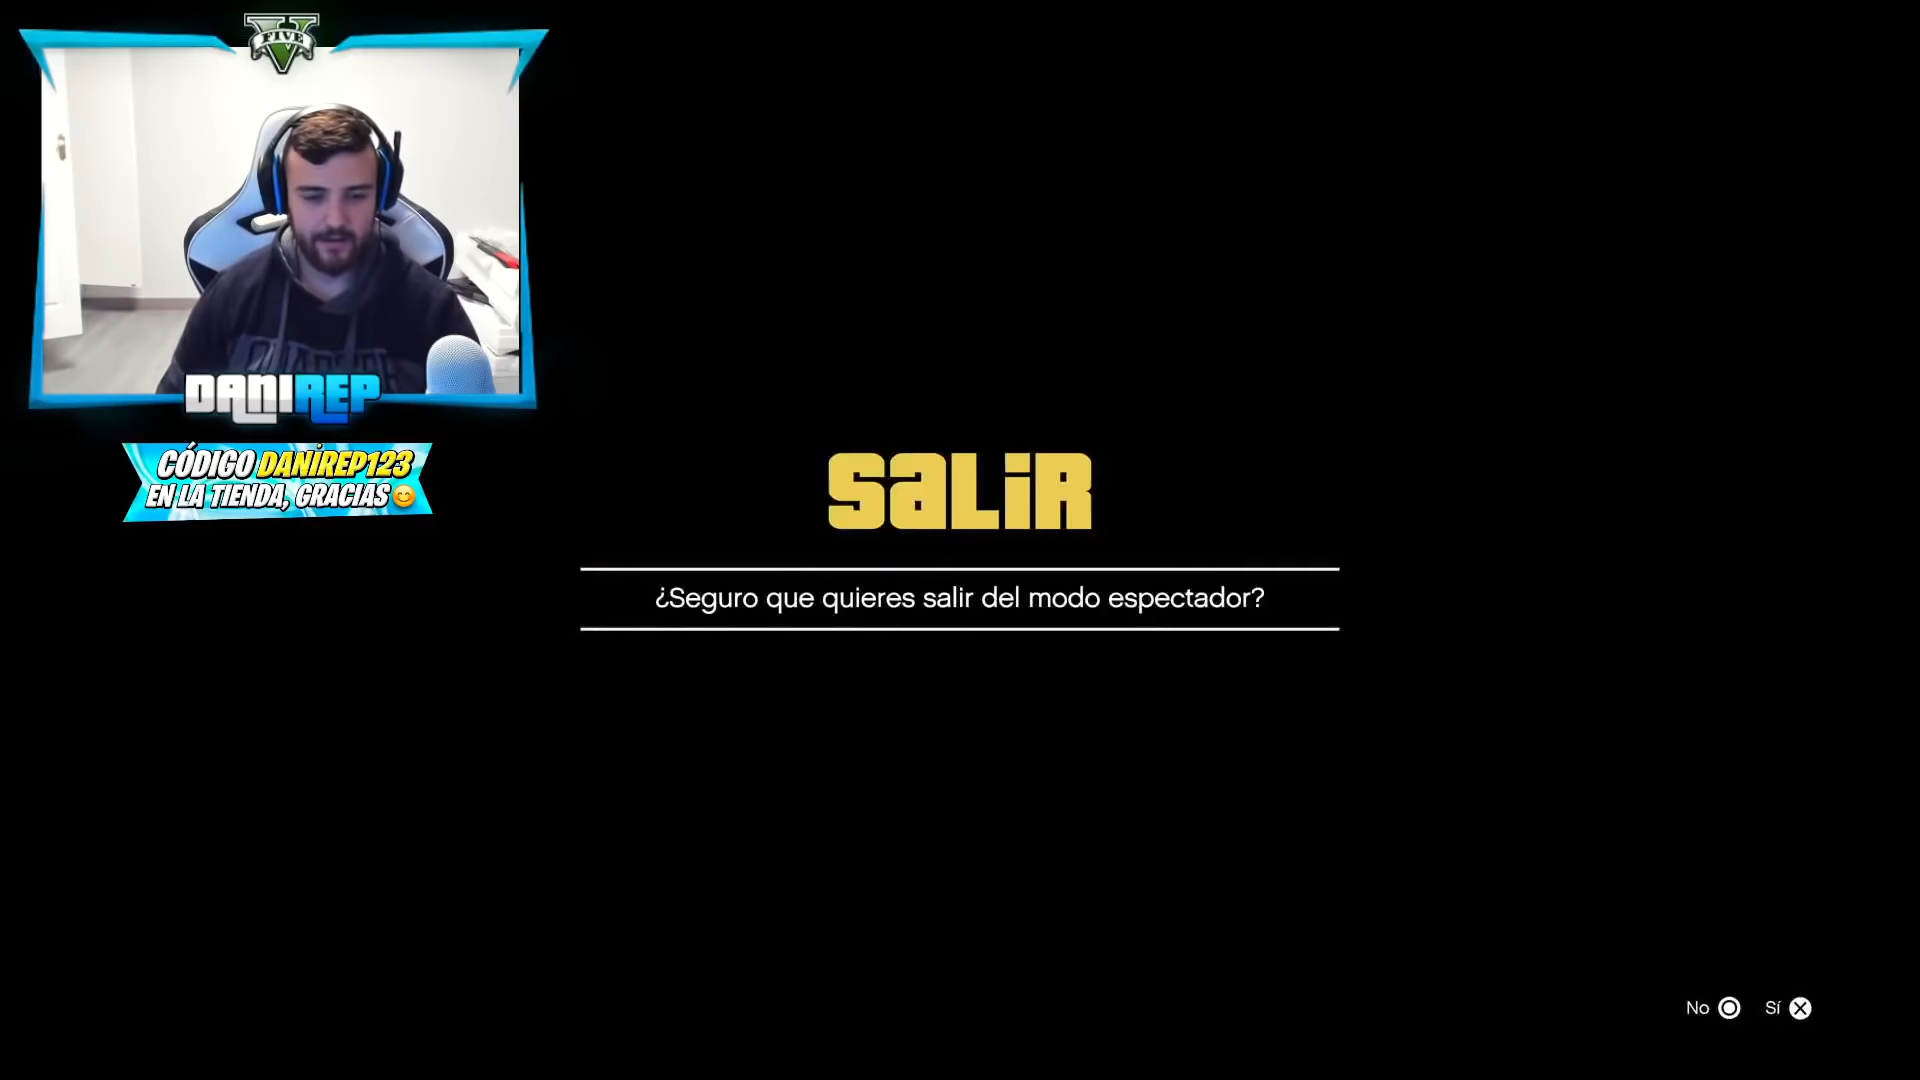 FIVE
DANIREP
CÓDIGO DANIREP123
EN LA TIENDA, GRACIAS😊
SALIR
¿Seguro que quieres salir del modo espectador?
No Sí